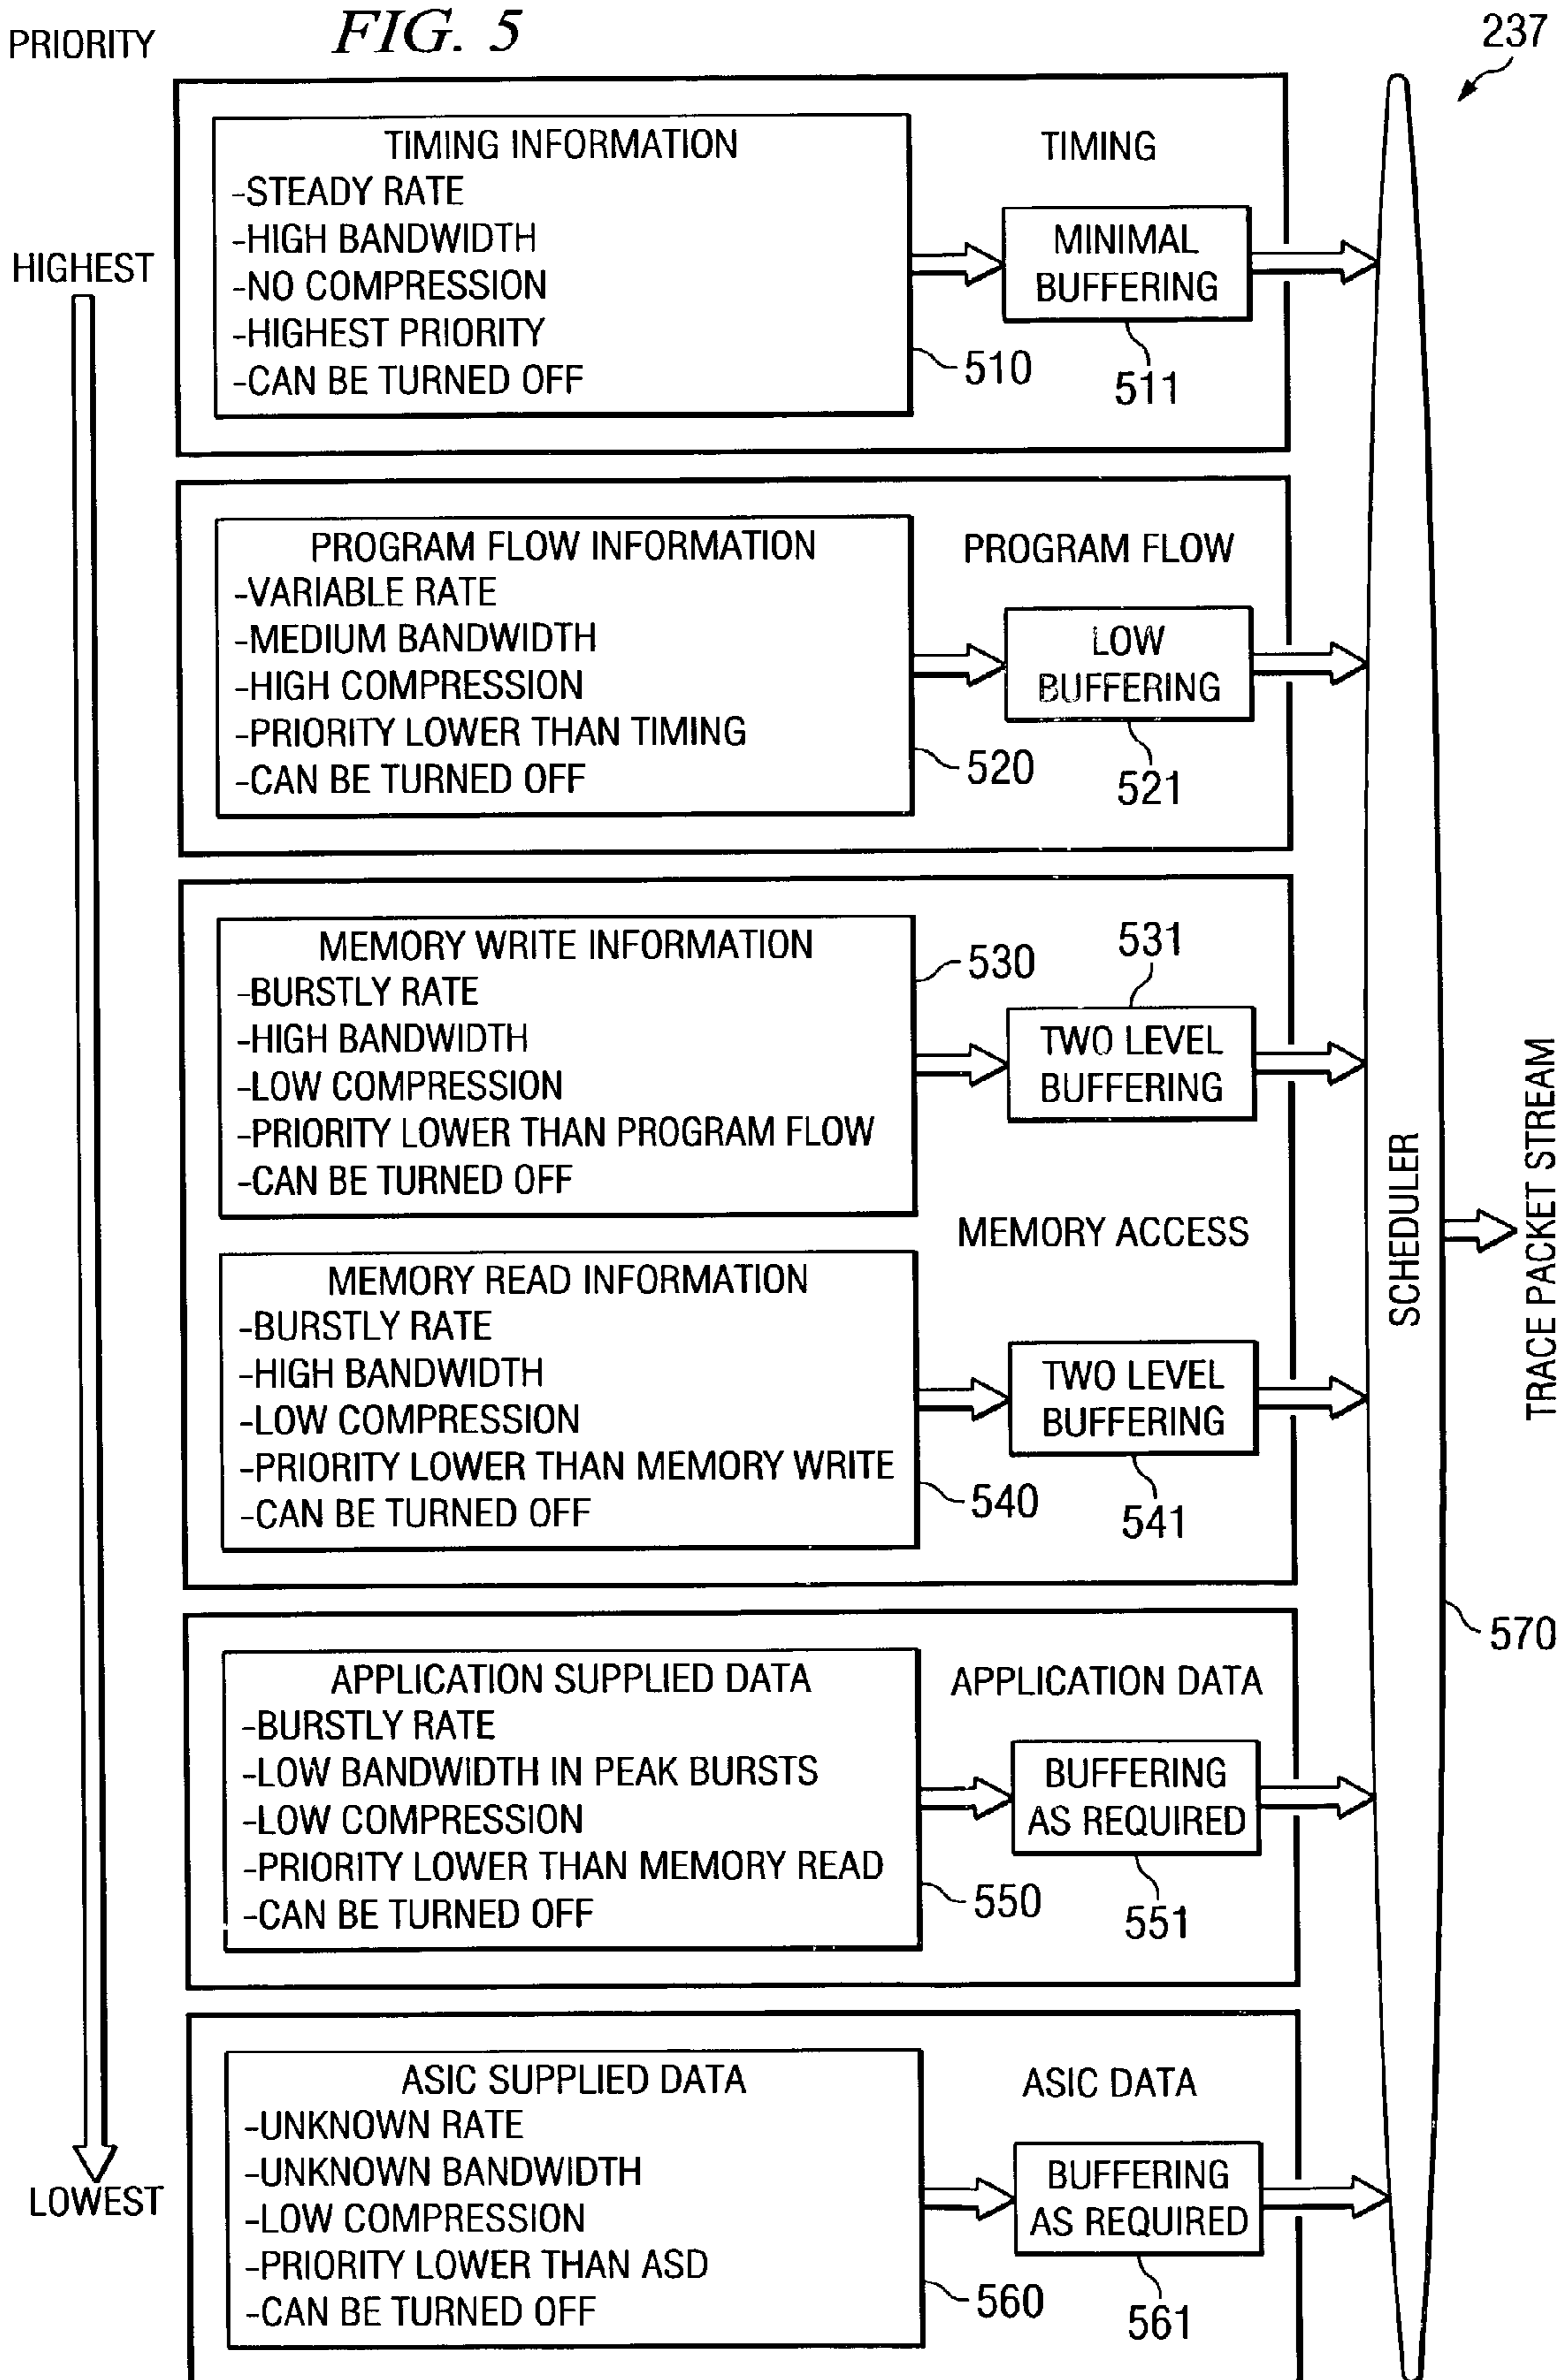 PRIORITY
FIG. 5
237
HIGHEST
LOWEST
TIMING INFORMATION
-STEADY RATE
-HIGH BANDWIDTH
-NO COMPRESSION
-HIGHEST PRIORITY
-CAN BE TURNED OFF
510
TIMING
MINIMAL
BUFFERING
511
PROGRAM FLOW INFORMATION
-VARIABLE RATE
-MEDIUM BANDWIDTH
-HIGH COMPRESSION
-PRIORITY LOWER THAN TIMING
-CAN BE TURNED OFF
520
PROGRAM FLOW
LOW
BUFFERING
521
MEMORY WRITE INFORMATION
-BURSTLY RATE
-HIGH BANDWIDTH
-LOW COMPRESSION
-PRIORITY LOWER THAN PROGRAM FLOW
-CAN BE TURNED OFF
530
531
TWO LEVEL
BUFFERING
MEMORY ACCESS
MEMORY READ INFORMATION
-BURSTLY RATE
-HIGH BANDWIDTH
-LOW COMPRESSION
-PRIORITY LOWER THAN MEMORY WRITE
-CAN BE TURNED OFF
540
TWO LEVEL
BUFFERING
541
APPLICATION SUPPLIED DATA
-BURSTLY RATE
-LOW BANDWIDTH IN PEAK BURSTS
-LOW COMPRESSION
-PRIORITY LOWER THAN MEMORY READ
-CAN BE TURNED OFF
550
APPLICATION DATA
BUFFERING
AS REQUIRED
551
ASIC SUPPLIED DATA
-UNKNOWN RATE
-UNKNOWN BANDWIDTH
-LOW COMPRESSION
-PRIORITY LOWER THAN ASD
-CAN BE TURNED OFF
560
ASIC DATA
BUFFERING
AS REQUIRED
561
SCHEDULER
570
TRACE PACKET STREAM